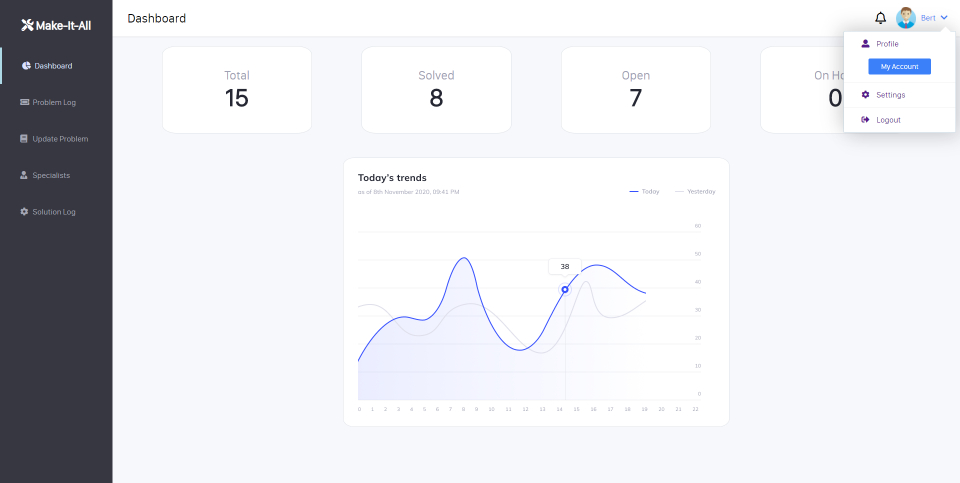 Make-It-All
Dashboard
Bert
Dashboard
Problem Log
Update Problem
Specialists
Solution Log
Profile
My Account
Settings
Logout
Total
15
Solved
8
Open
7
On Ho
0
Today's trends
as of 8th November 2020, 09:41 PM
Today
Yesterday
60
50
40
30
20
10
0
38
0 1 2 3 4 5 6 7 8 9 10 11 12 13 14 15 16 17 18 19 20 21 22